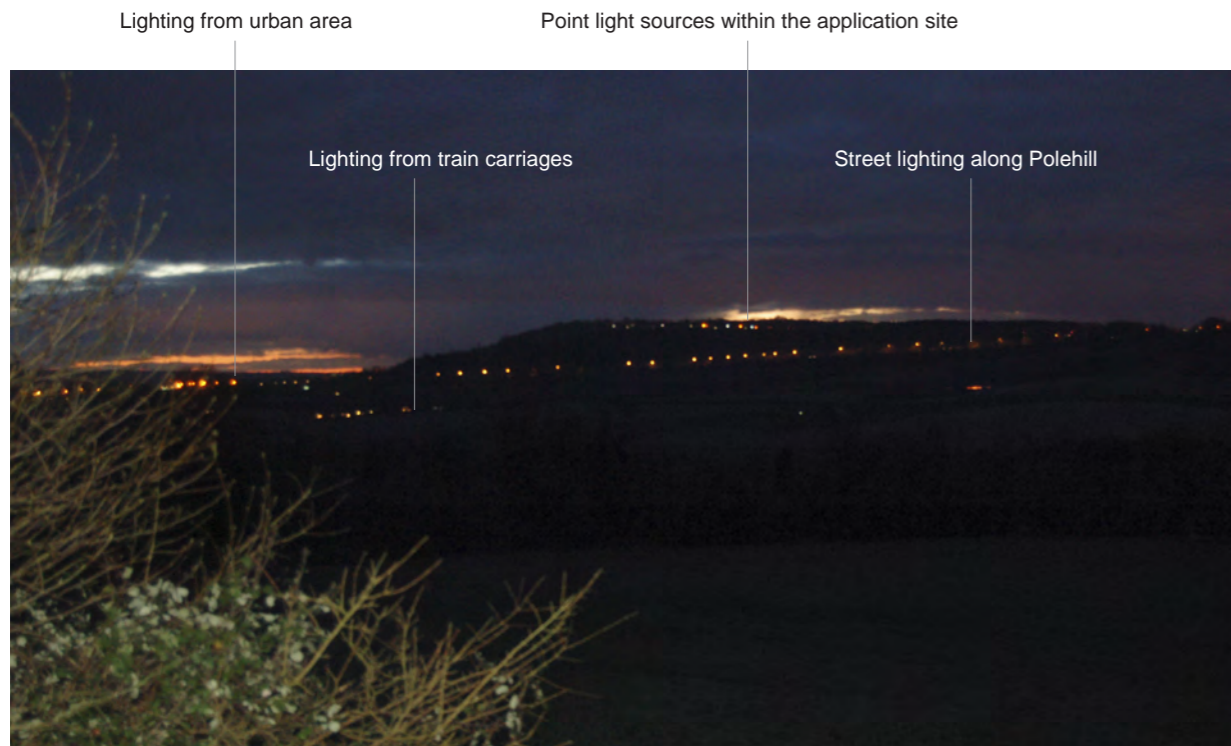 Lighting from urban area
Point light sources within the application site
Lighting from train carriages
Street lighting along Polehill